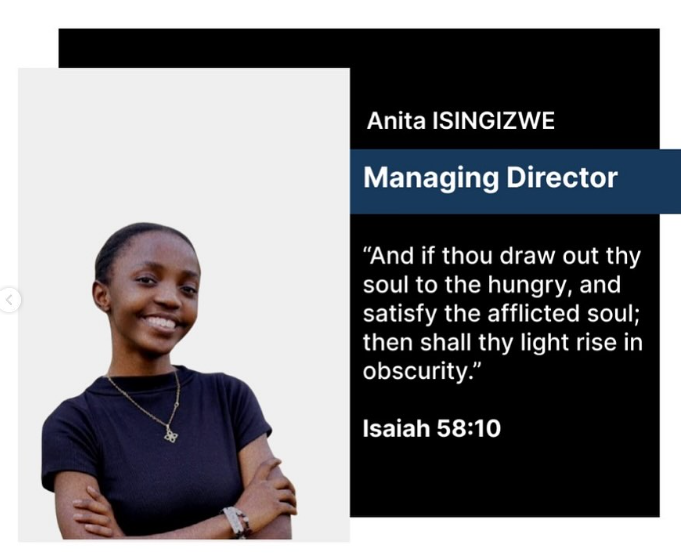 Anita ISINGIZWE
Managing Director
“And if thou draw out thy
soul to the hungry, and
satisfy the afflicted soul;
then shall thy light rise in
obscurity.”
Isaiah 58:10